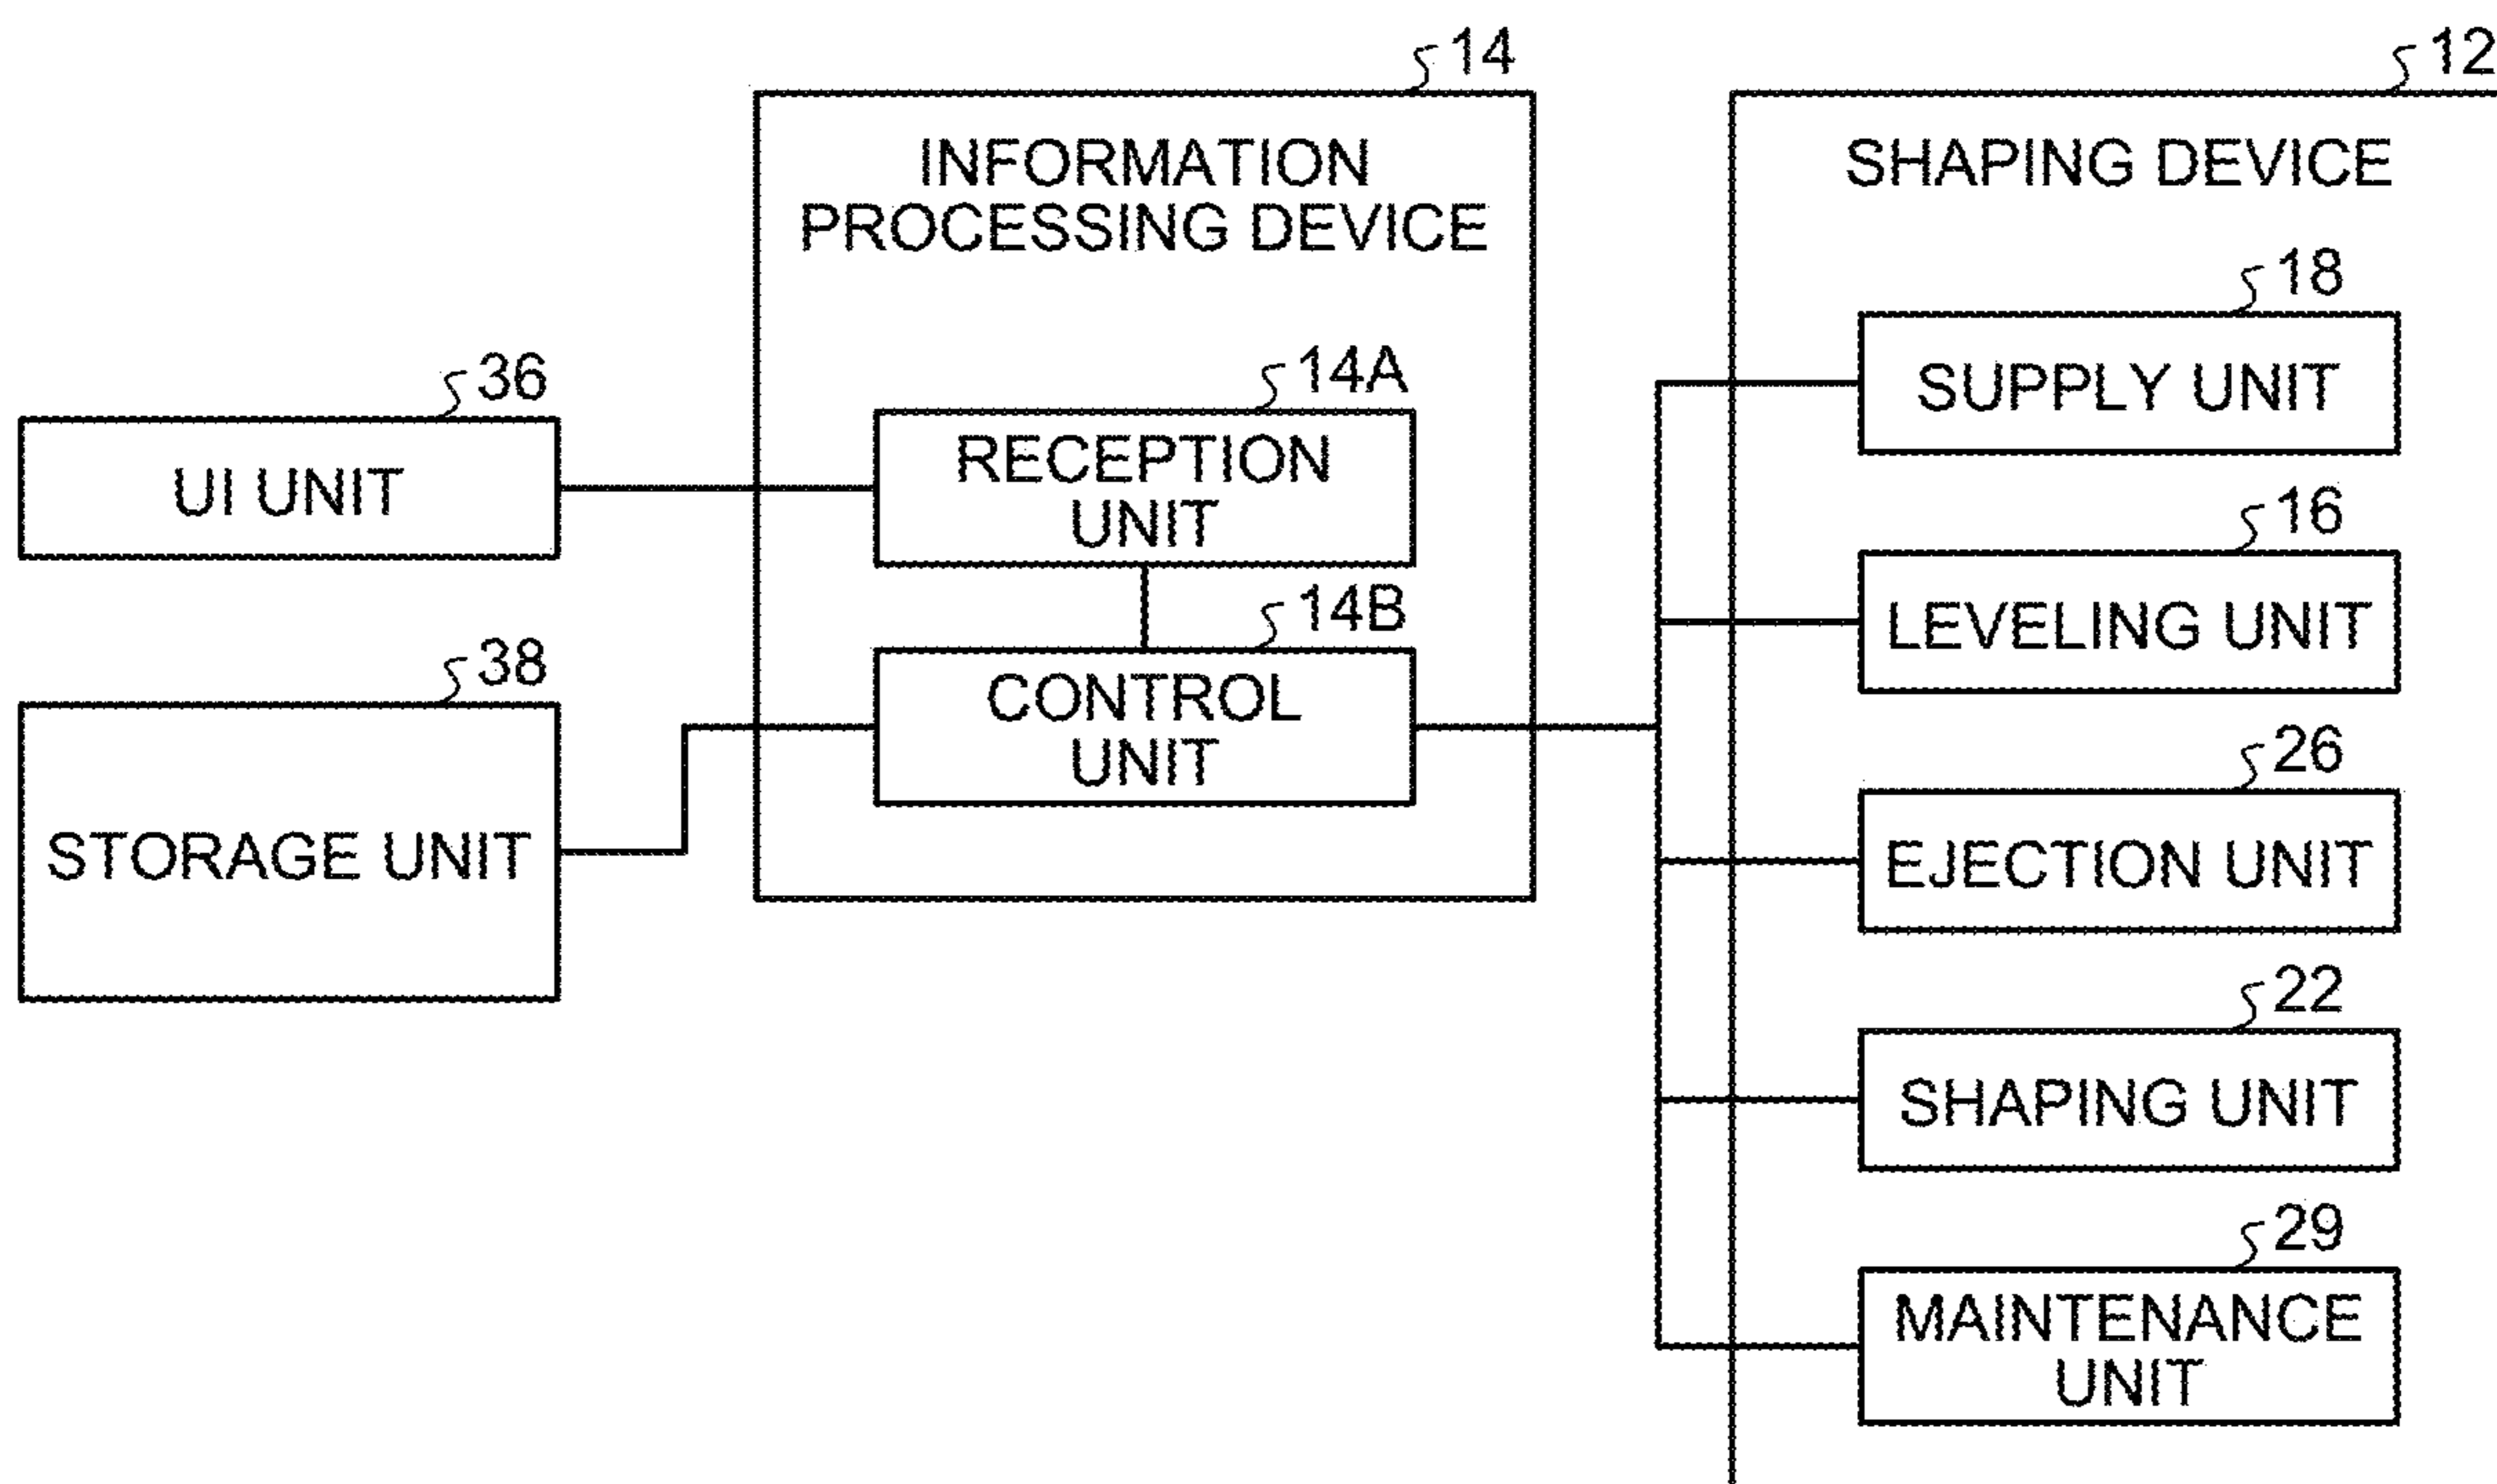 14
INFORMATION
PROCESSING DEVICE
36
UI UNIT
14A
RECEPTION
UNIT
38
STORAGE UNIT
14B
CONTROL
UNIT
12
SHAPING DEVICE
18
SUPPLY UNIT
16
LEVELING UNIT
26
EJECTION UNIT
22
SHAPING UNIT
29
MAINTENANCE
UNIT